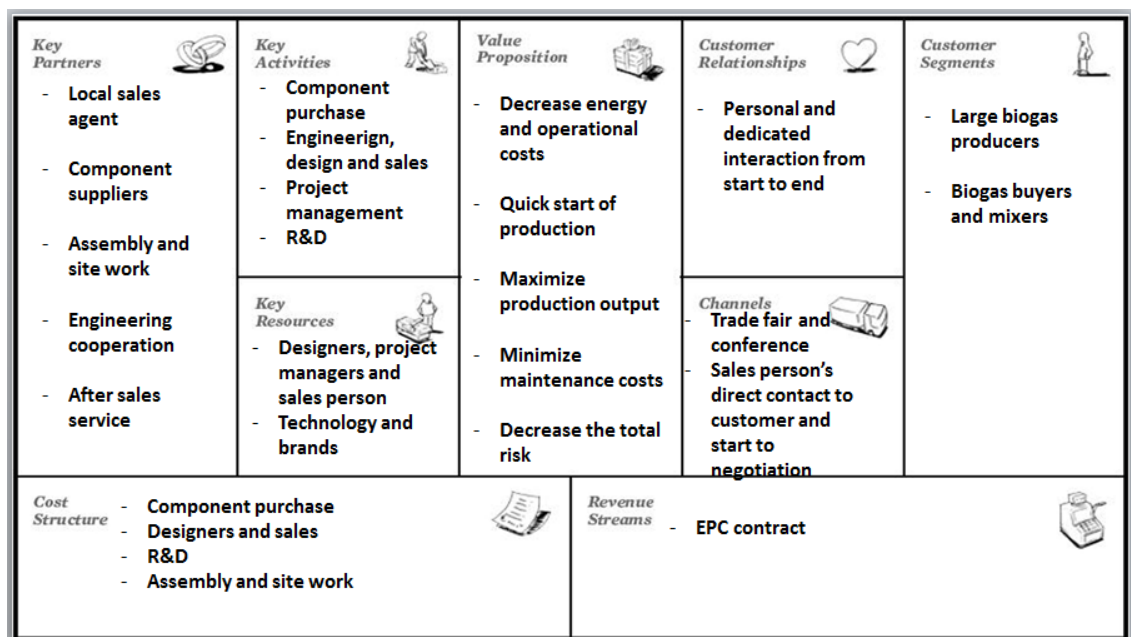 Key
Partners
- Local sales
agent
- Component
suppliers
- Assembly and
site work
- Engineering
cooperation
- After sales
service
Key
Activities
- Component
purchase
- Engineerign,
design and sales
- Project
management
- R&D
Key
Resources
- Designers, project
managers and
sales person
- Technology and
brands
Value
Proposition
- Decrease energy
and operational
costs
- Quick start of
production
- Maximize
production output
- Minimize
maintenance costs
- Decrease the total
risk
Customer
Relationships
- Personal and
dedicated
interaction from
start to end
Channels
- Trade fair and
conference
- Sales person's
direct contact to
customer and
start to
negotiation
Customer
Segments
- Large biogas
producers
- Biogas buyers
and mixers
Cost
Structure
- Component purchase
- Designers and sales
- R&D
- Assembly and site work
Revenue
Streams
- EPC contract